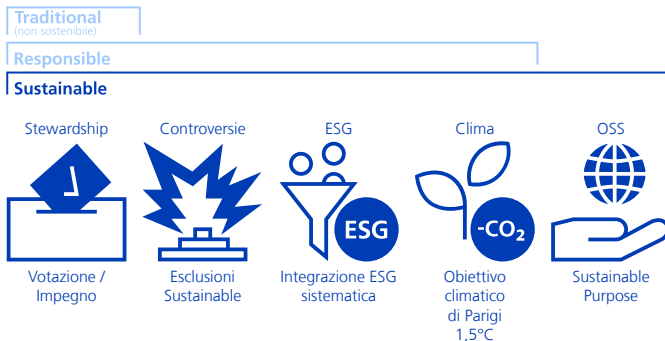 Traditional
(non sostenibile)
Responsible
Sustainable
Stewardship
Controversie
ESG
Clima
OSS
ESG
-CO₂
Votazione /
Impegno
Esclusioni
Sustainable
Integrazione ESG
sistematica
Obiettivo
climatico
di Parigi
1,5°C
Sustainable
Purpose